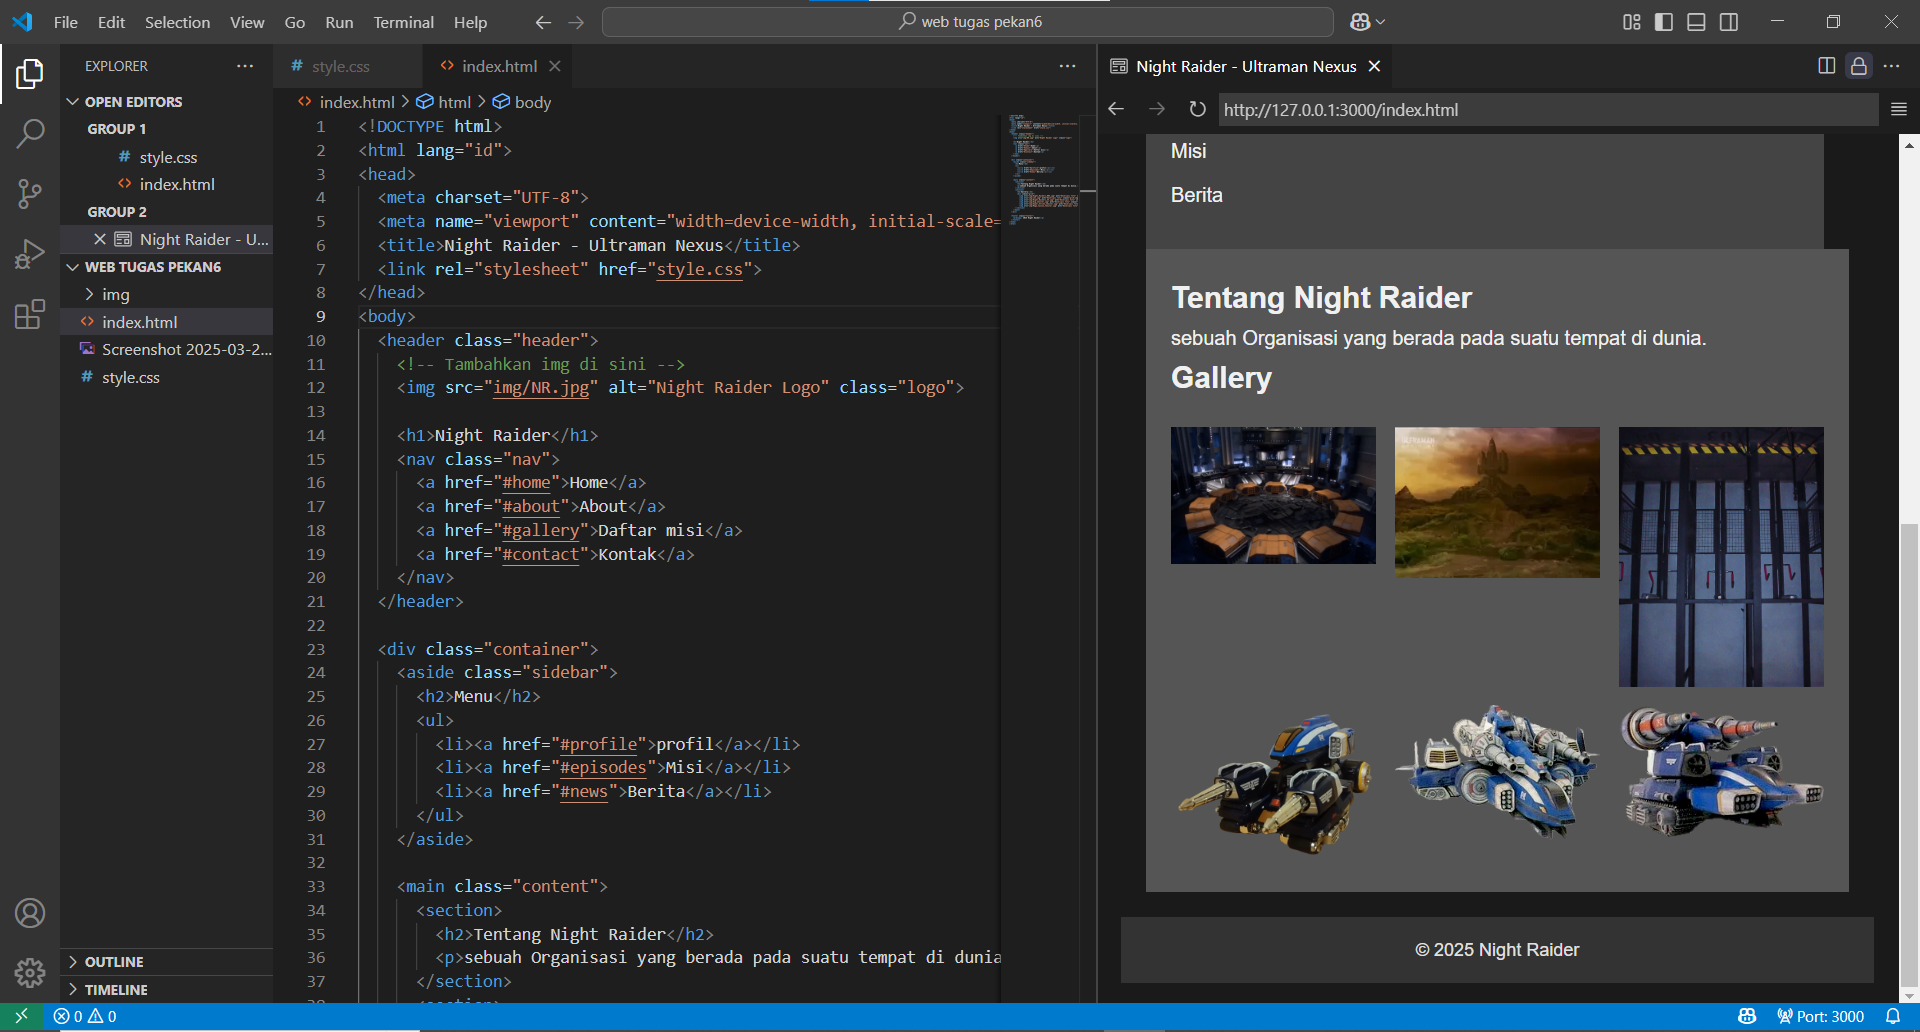 File Edit Selection View Go Run Terminal Help
web tugas pekan6
EXPLORER
OPEN EDITORS
GROUP 1
# style.css
<> index.html
GROUP 2
Night Raider - U...
WEB TUGAS PEKAN6
img
<> index.html
Screenshot 2025-03-2...
# style.css
OUTLINE
TIMELINE
# style.css
<> index.html
<> index.html > html > body
1 <!DOCTYPE html>
2 <html lang="id">
3 <head>
4 <meta charset="UTF-8">
5 <meta name="viewport" content="width=device-width, initial-scale=
6 <title>Night Raider - Ultraman Nexus</title>
7 <link rel="stylesheet" href="style.css">
8 </head>
9 <body>
10 <header class="header">
11 <!-- Tambahkan img di sini -->
12 <img src="img/NR.jpg" alt="Night Raider Logo" class="logo">
13
14 <h1>Night Raider</h1>
15 <nav class="nav">
16 <a href="#home">Home</a>
17 <a href="#about">About</a>
18 <a href="#gallery">Daftar misi</a>
19 <a href="#contact">Kontak</a>
20 </nav>
21 </header>
22
23 <div class="container">
24 <aside class="sidebar">
25 <h2>Menu</h2>
26 <ul>
27 <li><a href="#profile">profil</a></li>
28 <li><a href="#episodes">Misi</a></li>
29 <li><a href="#news">Berita</a></li>
30 </ul>
31 </aside>
32
33 <main class="content">
34 <section>
35 <h2>Tentang Night Raider</h2>
36 <p>sebuah Organisasi yang berada pada suatu tempat di dunia
37 </section>
38 <section>
Night Raider - Ultraman Nexus
http://127.0.0.1:3000/index.html
Misi
Berita
Tentang Night Raider
sebuah Organisasi yang berada pada suatu tempat di dunia.
Gallery
ULTRAMAN
© 2025 Night Raider
0 0
Port: 3000